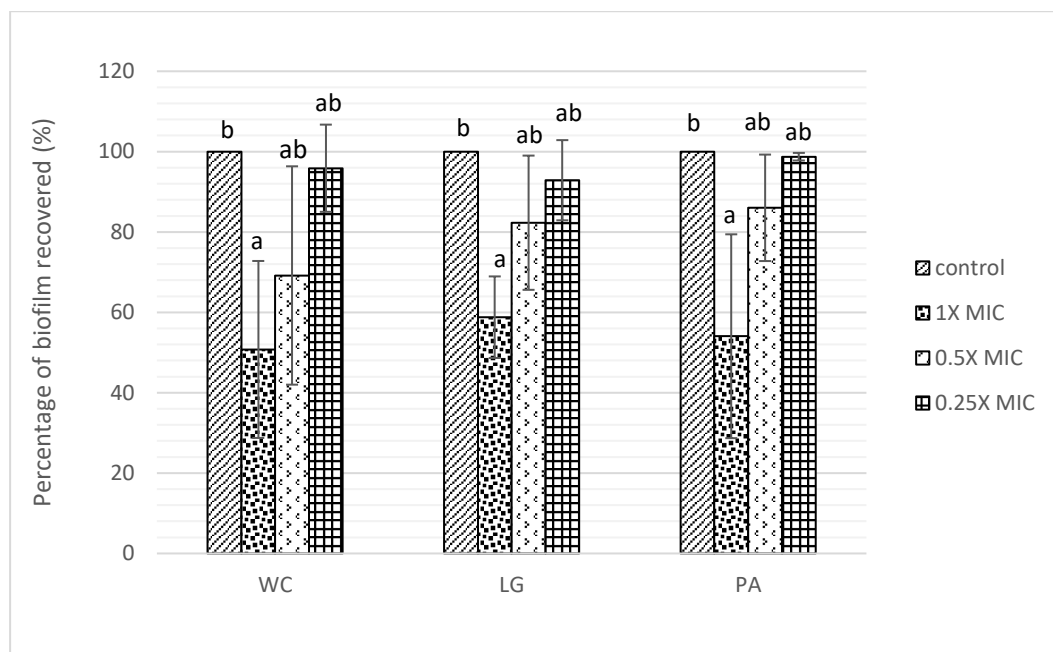 Percentage of biofilm recovered (%)
120
100
80
60
40
20
0
b
a
ab
ab
b
a
ab
ab
b
a
ab
ab
WC
LG
PA
control
1X MIC
0.5X MIC
0.25X MIC